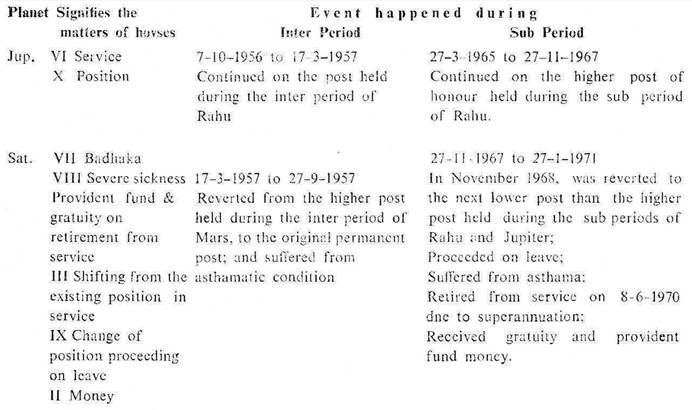 Planet Signifies the Event happened during
matters of houses Inter Period Sub Period
Jup. VI Service 7-10-1956 to 17-3-1957 27-3-1965 to 27-11-1967
X Position Continued on the post held Continued on the higher post of
during the inter period of honour held during the sub period
Rahu of Rahu.
Sat. VII Badhaka 27-11-1967 to 27-1-1971
VIII Severe sickness 17-3-1957 to 27-9-1957 In November 1968, was reverted to
Provident fund & Reverted from the higher post the next lower post than the higher
gratuity on held during the inter period of post held during the sub periods of
retirement from Mars, to the original permanent Rahu and Jupiter;
service post; and suffered from Proceeded on leave;
III Shifting from the asthamatic condition Suffered from asthama;
existing position in Retired from service on 8-6-1970
service dne to superannuation;
IX Change of Received gratuity and provident
position proceeding fund money.
on leave
II Money